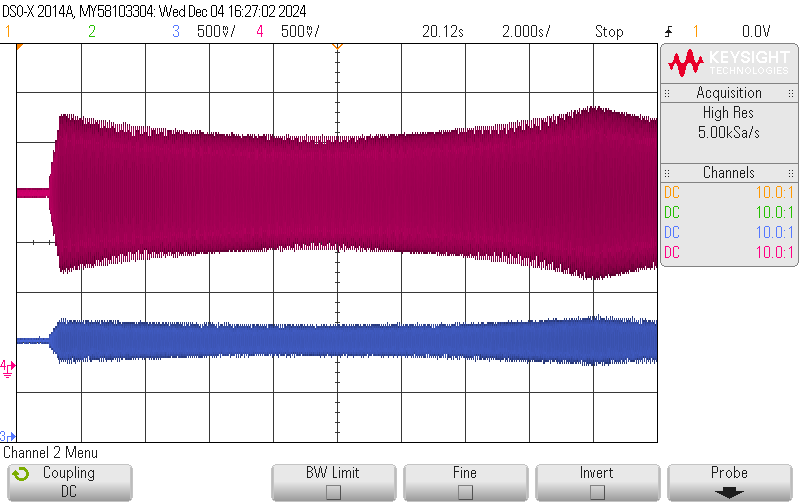 DSO-X 2014A, MY58103304: Wed Dec 04 16:27:02 2024
1 2 3 500mV/ 4 500mV/ 20.12s 2.000s/ Stop 1 0.0V
KEYSIGHT
TECHNOLOGIES
Acquisition
High Res
5.00kSa/s
Channels
DC 10.0:1
DC 10.0:1
DC 10.0:1
DC 10.0:1
4
3
Channel 2 Menu
Coupling
DC
BW Limit
Fine
Invert
Probe